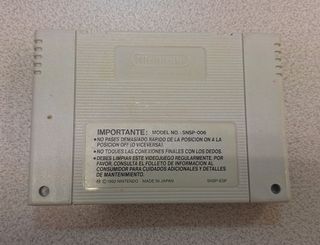 Nintendo
IMPORTANTE: MODEL NO.: SNSP-006
• NO PASES DEMASIADO RAPIDO DE LA POSICION ON A LA
POSICION OFF (O VICEVERSA).
• NO TOQUES LAS CONEXIONES FINALES CON LOS DEDOS.
• DEBES LIMPIAR ESTE VIDEOJUEGO REGULARMENTE, POR
FAVOR, CONSULTA EL FOLLETO DE INFORMACION AL
CONSUMIDOR PARA CUIDADOS ADICIONALES Y DETALLES
DE MANTENIMIENTO.
© 1992 NINTENDO MADE IN JAPAN SNSP-ESP